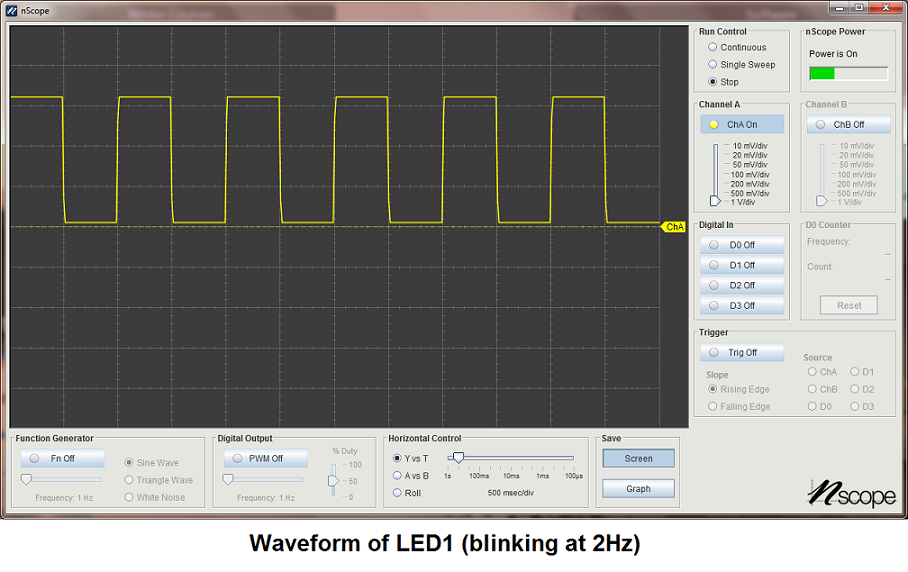 nScope
ChA
Run Control
Continuous
Single Sweep
Stop
nScope Power
Power is On
Channel A
ChA On
10 mV/div
20 mV/div
50 mV/div
100 mV/div
200 mV/div
500 mV/div
1 V/div
Channel B
ChB Off
10 mV/div
20 mV/div
50 mV/div
100 mV/div
200 mV/div
500 mV/div
1 V/div
Digital In
D0 Off
D1 Off
D2 Off
D3 Off
D0 Counter
Frequency:
--
Count:
--
Reset
Trigger
Trig Off
Slope
Rising Edge
Falling Edge
Source
ChA D1
ChB D2
D0 D3
Function Generator
Fn Off
Frequency: 1 Hz
Sine Wave
Triangle Wave
White Noise
Digital Output
PWM Off
Frequency: 1 Hz
% Duty
100
50
0
Horizontal Control
Y vs T
A vs B
Roll
1s 100ms 10ms 1ms 100µs
500 msec/div
Save
Screen
Graph
nscope
Waveform of LED1 (blinking at 2Hz)